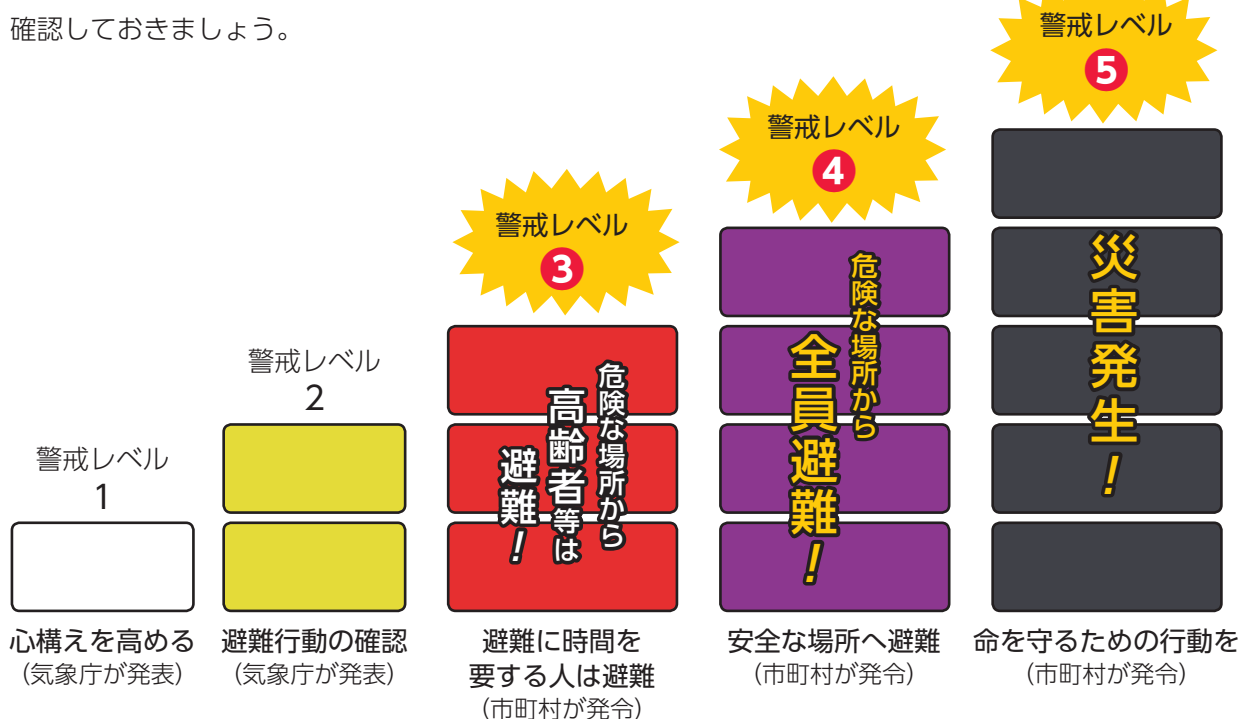 確認しておきましょう。
警戒レベル
1
心構えを高める
(気象庁が発表)
警戒レベル
2
避難行動の確認
(気象庁が発表)
警戒レベル
3
危険な場所から
高齢者等は
避難!
避難に時間を
要する人は避難
(市町村が発令)
警戒レベル
4
危険な場所から
全員避難!
安全な場所へ避難
(市町村が発令)
警戒レベル
5
災害発生!
命を守るための行動を
(市町村が発令)